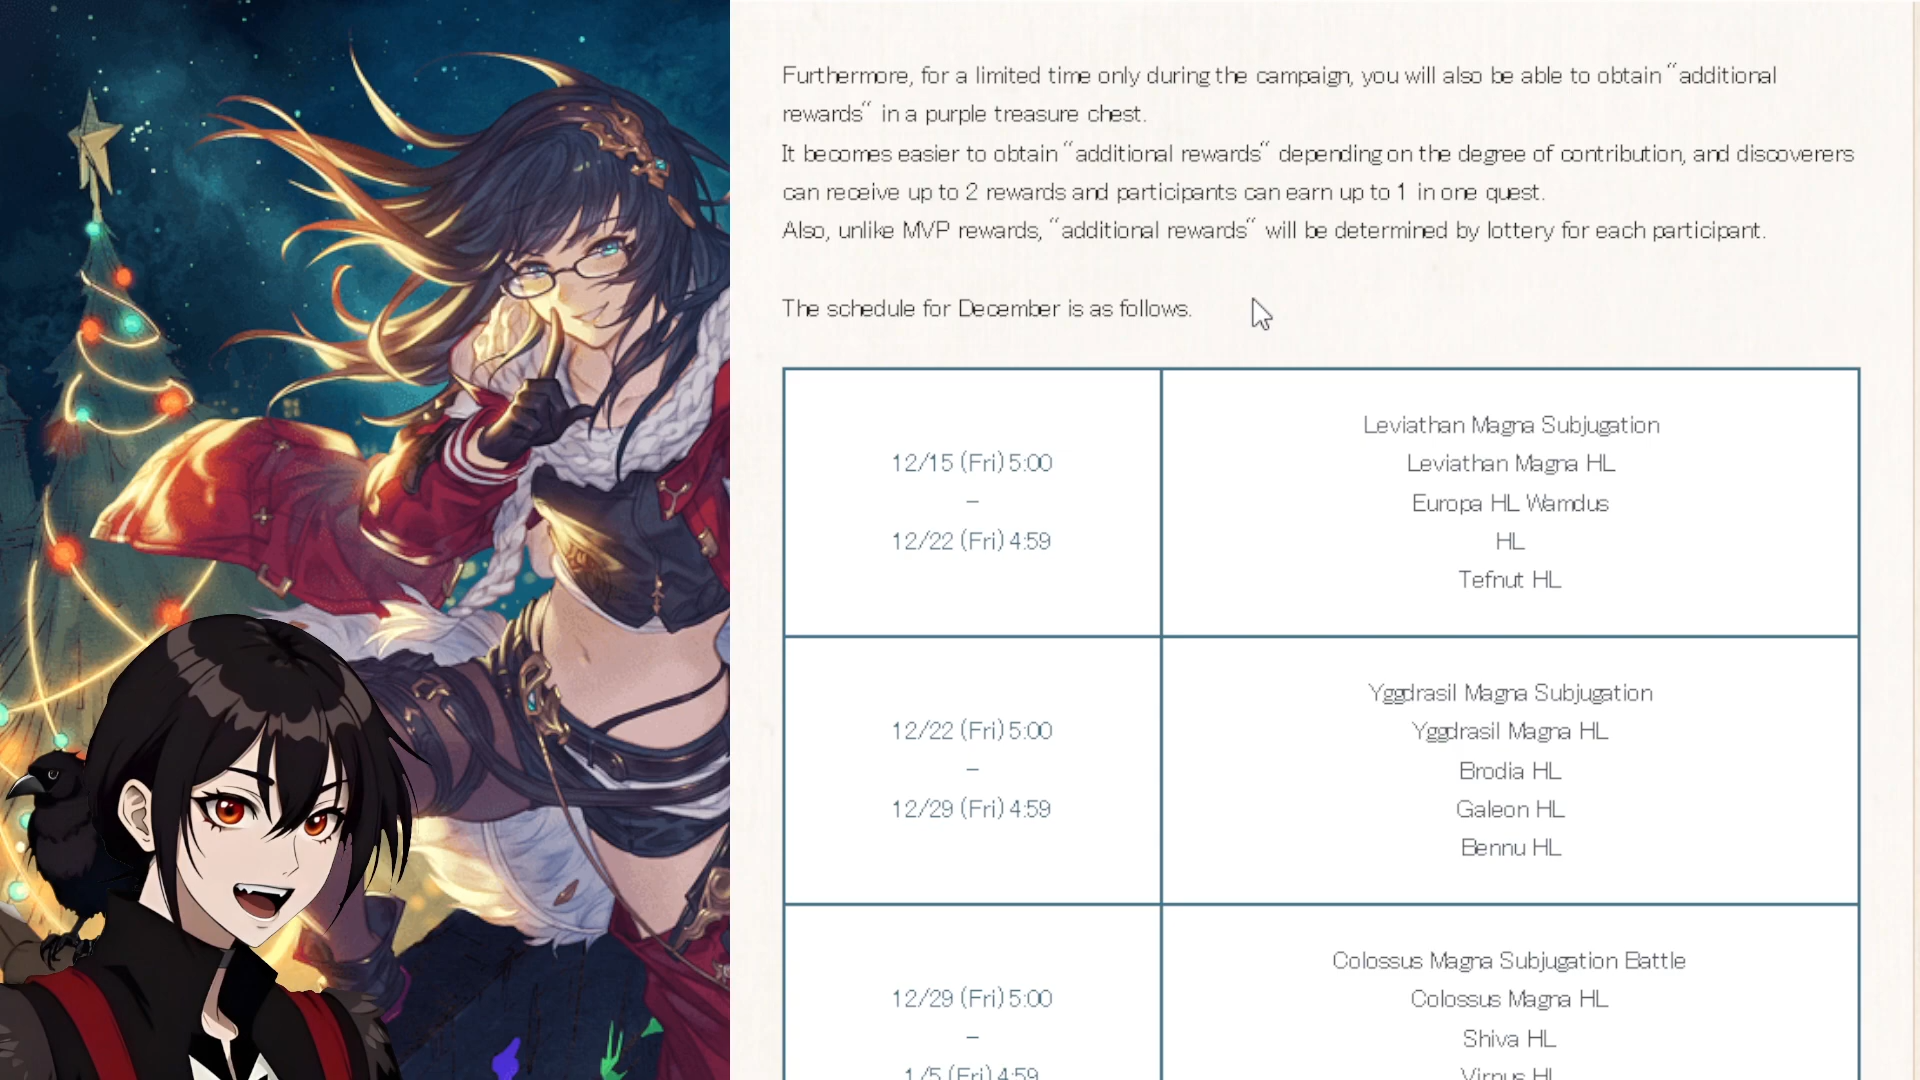 Furthermore, for a limited time only during the campaign, you will also be able to obtain “additional
rewards“ in a purple treasure chest.
It becomes easier to obtain “additional rewards“ depending on the degree of contribution, and discoverers
can receive up to 2 rewards and participants can earn up to 1 in one quest.
Also, unlike MVP rewards, “additional rewards“ will be determined by lottery for each participant.
The schedule for December is as follows.
12/15 (Fri) 5:00
–
12/22 (Fri) 4:59
Leviathan Magna Subjugation
Leviathan Magna HL
Europa HL Wamdus
HL
Tefnut HL
12/22 (Fri) 5:00
–
12/29 (Fri) 4:59
Yggdrasil Magna Subjugation
Yggdrasil Magna HL
Brodia HL
Galeon HL
Bennu HL
12/29 (Fri) 5:00
–
1/5 (Fri) 4:59
Colossus Magna Subjugation Battle
Colossus Magna HL
Shiva HL
HL